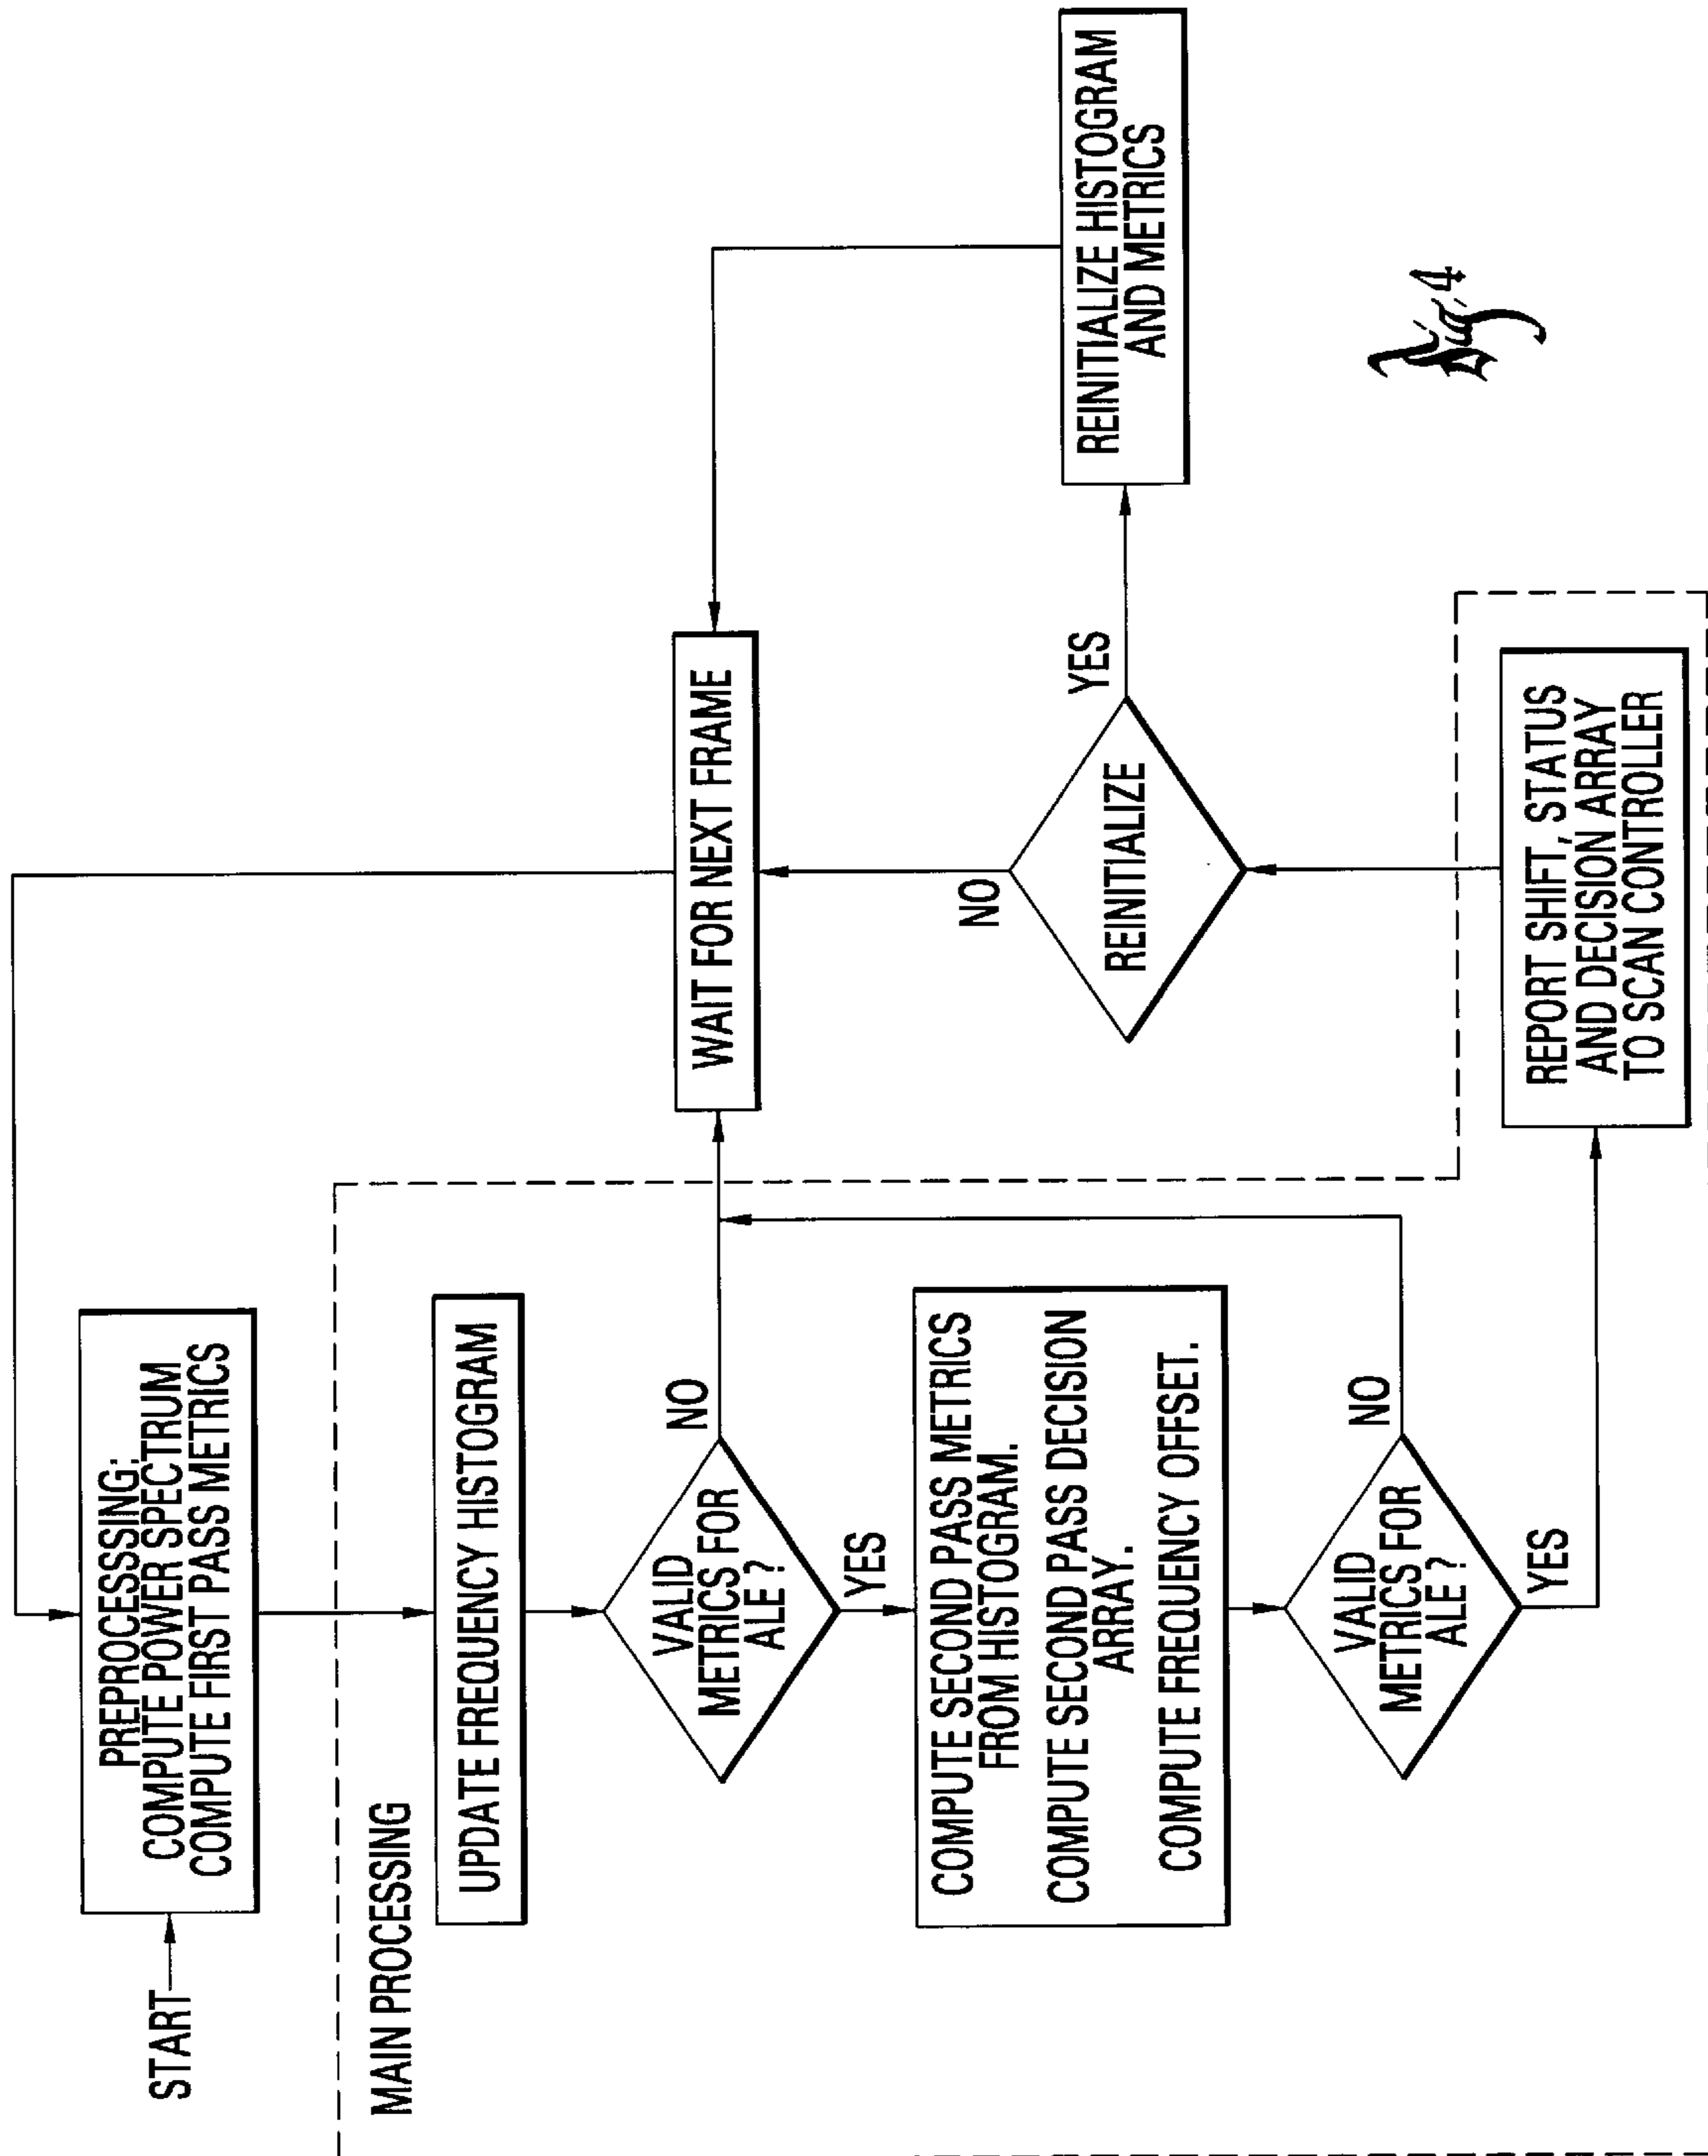 START
PREPROCESSSING:
COMPUTE POWER SPECTRUM
COMPUTE FIRST PASS METRICS
MAIN PROCESSING
UPDATE FREQUENCY HISTOGRAM
VALID
METRICS FOR
ALE?
NO
YES
COMPUTE SECOND PASS METRICS
FROM HISTOGRAM.
COMPUTE SECOND PASS DECISION
ARRAY.
COMPUTE FREQUENCY OFFSET.
VALID
METRICS FOR
ALE?
NO
YES
WAIT FOR NEXT FRAME
NO
REINITIALIZE
YES
REPORT SHIFT, STATUS
AND DECISION ARRAY
TO SCAN CONTROLLER
REINITIALIZE HISTOGRAM
AND METRICS
Fig. 4